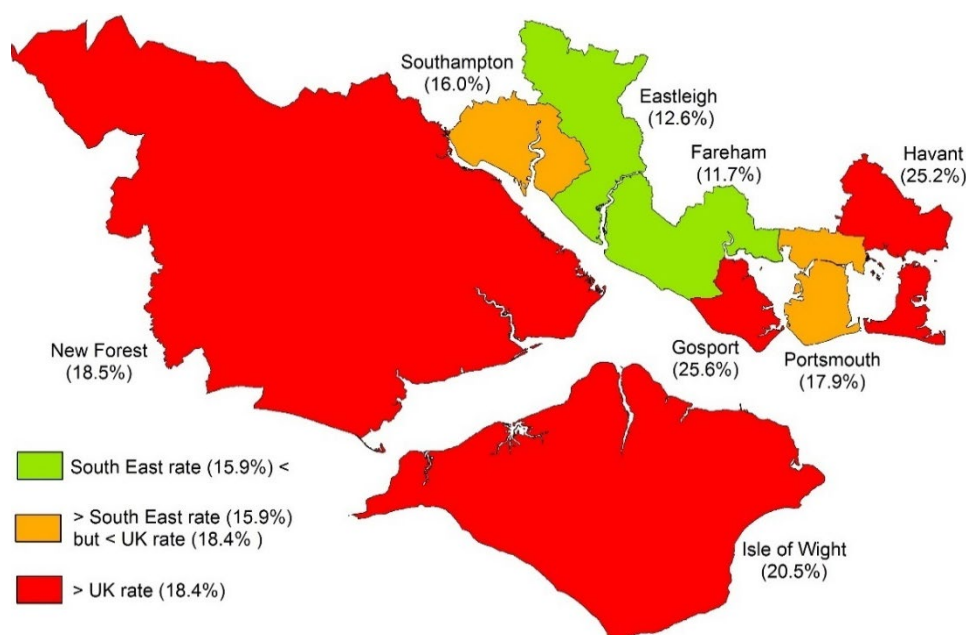 Southampton
(16.0%)
Eastleigh
(12.6%)
Fareham
(11.7%)
Havant
(25.2%)
New Forest
(18.5%)
Gosport
(25.6%)
Portsmouth
(17.9%)
South East rate (15.9%) <
> South East rate (15.9%)
but < UK rate (18.4% )
> UK rate (18.4%)
Isle of Wight
(20.5%)